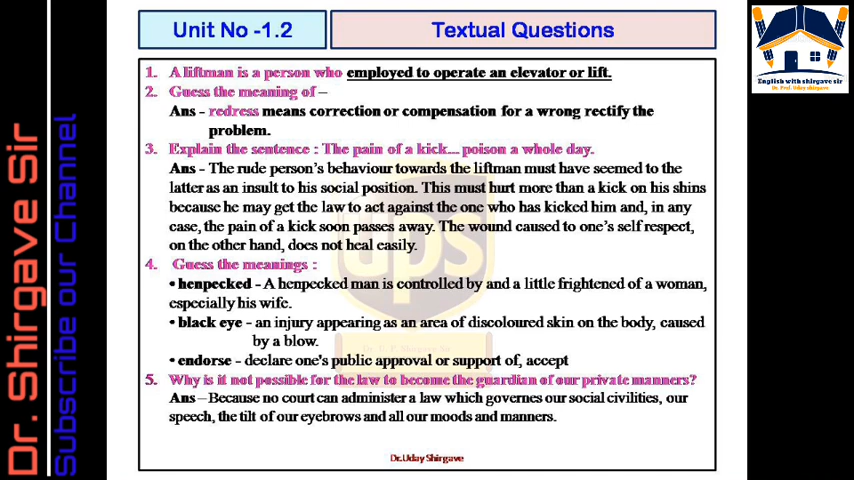 Unit No -1.2
Textual Questions
1. A liftman is a person who employed to operate an elevator or lift.
2. Guess the meaning of –
Ans - redress means correction or compensation for a wrong rectify the
problem.
3. Explain the sentence : The pain of a kick.... poison a whole day.
Ans - The rude person's behaviour towards the liftman must have seemed to the
latter as an insult to his social position. This must hurt more than a kick on his shins
because he may get the law to act against the one who has kicked him and, in any
case, the pain of a kick soon passes away. The wound caused to one's self respect,
on the other hand, does not heal easily.
4. Guess the meanings :
• henpecked - A henpecked man is controlled by and a little frightened of a woman,
especially his wife.
• black eye - an injury appearing as an area of discoloured skin on the body, caused
by a blow.
• endorse - declare one's public approval or support of, accept
5. Why is it not possible for the law to become the guardian of our private manners?
Ans – Because no court can administer a law which governs our social civilities, our
speech, the tilt of our eyebrows and all our moods and manners.
Dr.Uday Shirgave
Dr. Shirgave Sir
Subscribe our Channel
English with shirgave sir
Dr. Prof. Uday shirgave
ups